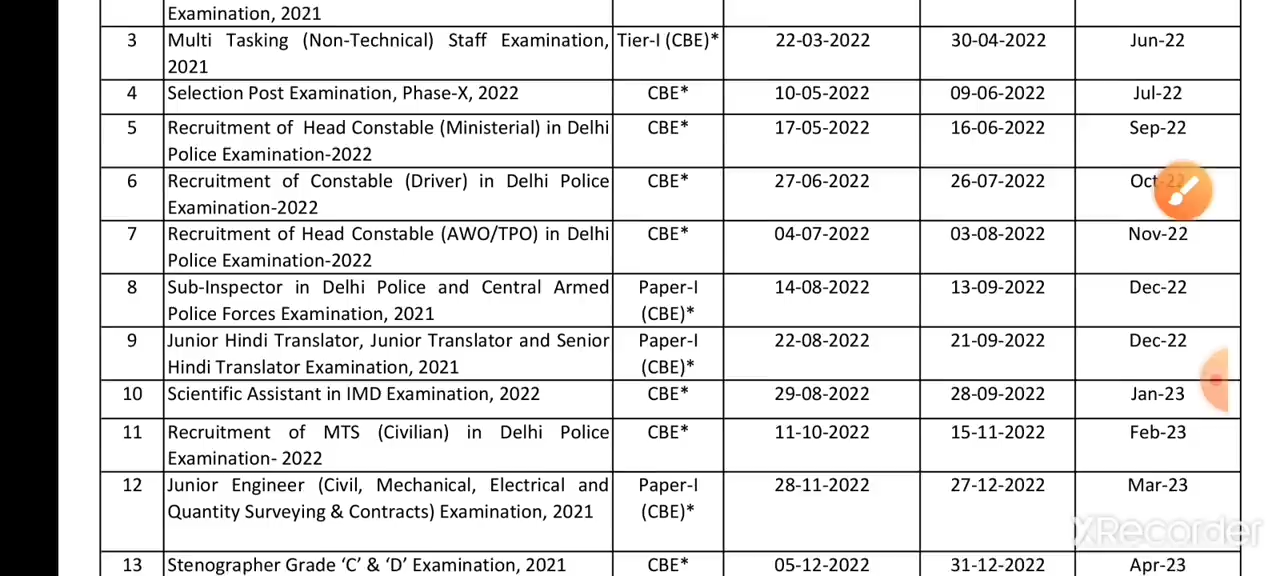 Examination, 2021
3 Multi Tasking (Non-Technical) Staff Examination, Tier-I (CBE)* 22-03-2022 30-04-2022 Jun-22
2021
4 Selection Post Examination, Phase-X, 2022 CBE* 10-05-2022 09-06-2022 Jul-22
5 Recruitment of Head Constable (Ministerial) in Delhi CBE* 17-05-2022 16-06-2022 Sep-22
Police Examination-2022
6 Recruitment of Constable (Driver) in Delhi Police CBE* 27-06-2022 26-07-2022 Oct-22
Examination-2022
7 Recruitment of Head Constable (AWO/TPO) in Delhi CBE* 04-07-2022 03-08-2022 Nov-22
Police Examination-2022
8 Sub-Inspector in Delhi Police and Central Armed Paper-I 14-08-2022 13-09-2022 Dec-22
Police Forces Examination, 2021 (CBE)*
9 Junior Hindi Translator, Junior Translator and Senior Paper-I 22-08-2022 21-09-2022 Dec-22
Hindi Translator Examination, 2021 (CBE)*
10 Scientific Assistant in IMD Examination, 2022 CBE* 29-08-2022 28-09-2022 Jan-23
11 Recruitment of MTS (Civilian) in Delhi Police CBE* 11-10-2022 15-11-2022 Feb-23
Examination- 2022
12 Junior Engineer (Civil, Mechanical, Electrical and Paper-I 28-11-2022 27-12-2022 Mar-23
Quantity Surveying & Contracts) Examination, 2021 (CBE)*
XRecorder
13 Stenographer Grade ‘C’ & ‘D’ Examination, 2021 CBE* 05-12-2022 31-12-2022 Apr-23